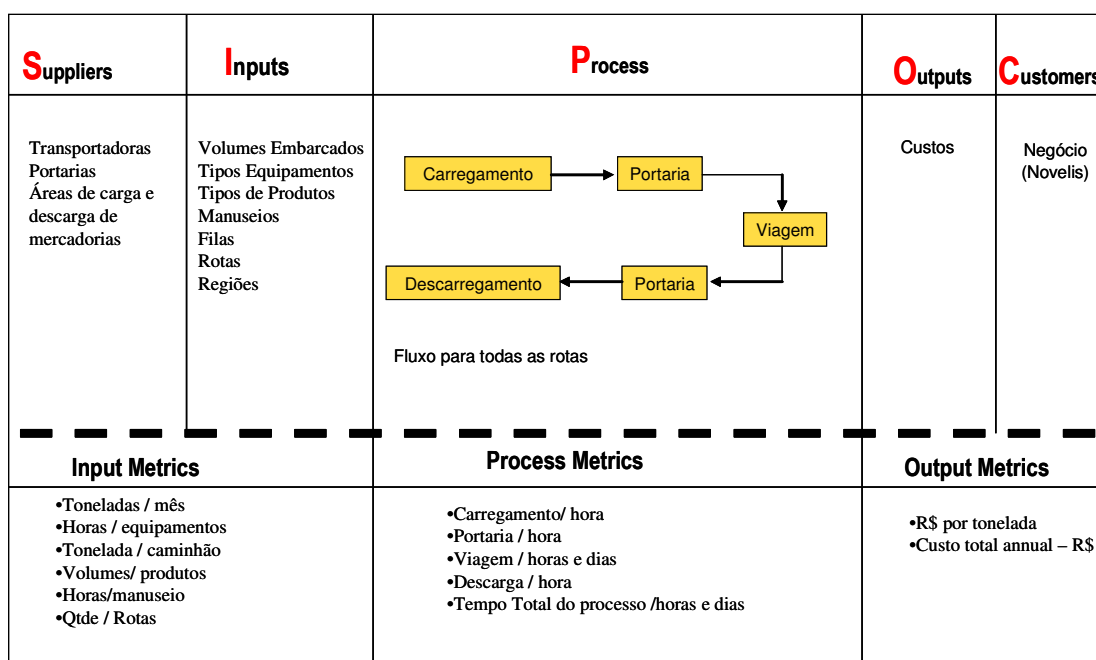 Suppliers
Inputs
Process
Outputs
Customers
Transportadoras
Portarias
Áreas de carga e
descarga de
mercadorias
Volumes Embarcados
Tipos Equipamentos
Tipos de Produtos
Manuseios
Filas
Rotas
Regiões
Carregamento
Portaria
Viagem
Descarregamento
Portaria
Fluxo para todas as rotas
Custos
Negócio
(Novelis)
Input Metrics
Process Metrics
Output Metrics
•Toneladas / mês
•Horas / equipamentos
•Tonelada / caminhão
•Volumes/ produtos
•Horas/manuseio
•Qtde / Rotas
•Carregamento/ hora
•Portaria / hora
•Viagem / horas e dias
•Descarga / hora
•Tempo Total do processo /horas e dias
•R$ por tonelada
•Custo total annual – R$